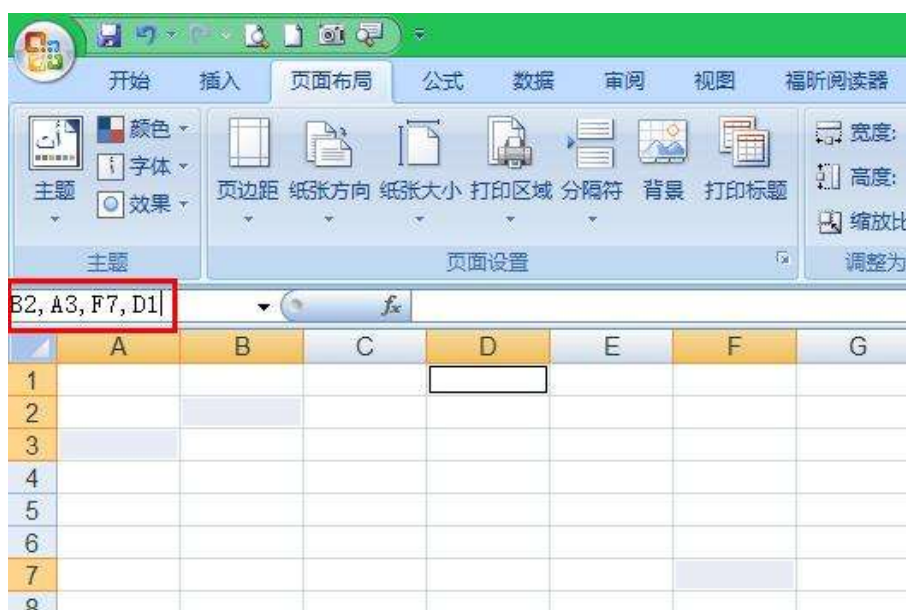 开始 插入 页面布局 公式 数据 审阅 视图 福昕阅读器
主题 颜色 字体 效果 页边距 纸张方向 纸张大小 打印区域 分隔符 背景 打印标题 宽度: 高度: 缩放比
主题 页面设置 调整为
B2,A3,F7,D1 fx
A B C D E F G
1
2
3
4
5
6
7
8